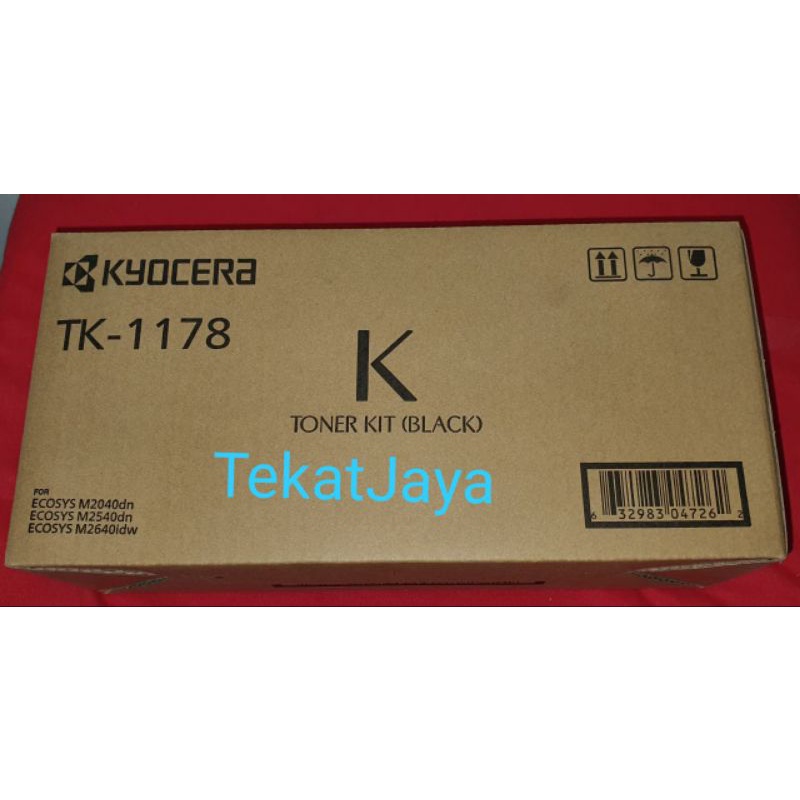 KYOCERA
TK-1178
K
TONER KIT (BLACK)
TekatJaya
FOR
ECOSYS M2040dn
ECOSYS M2540dn
ECOSYS M2640idw
6 32983 04726 2